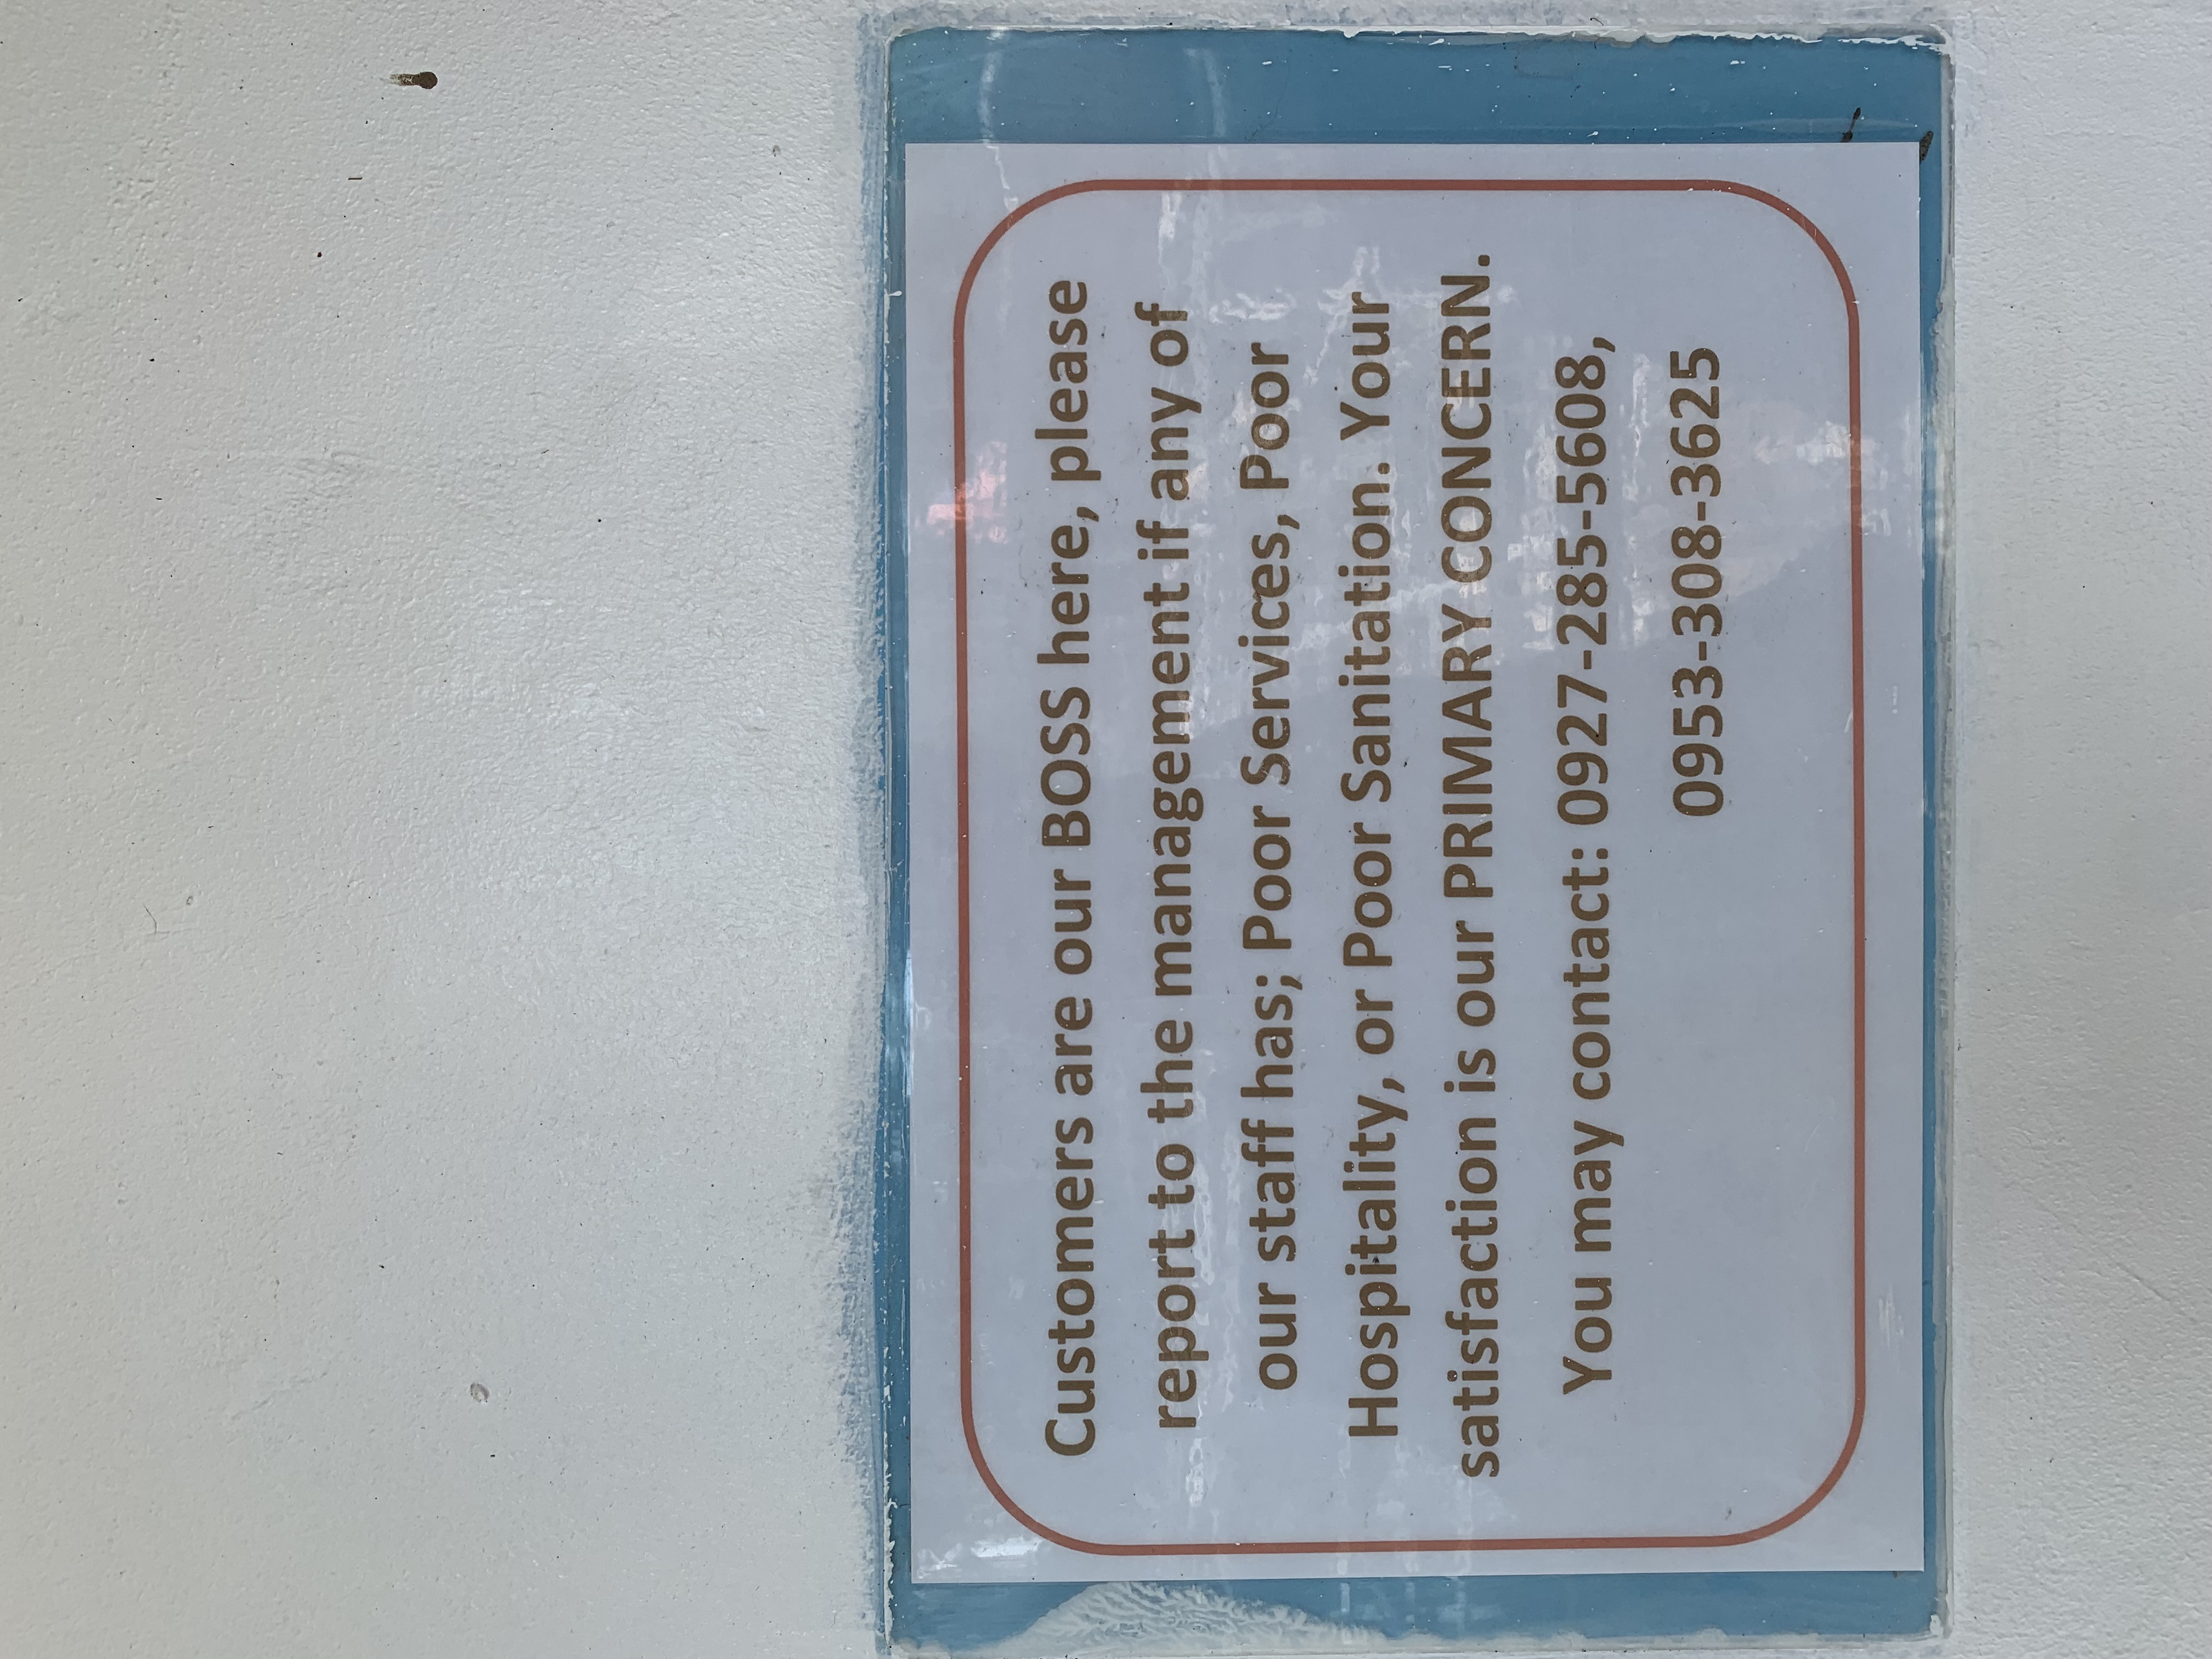 Customers are our BOSS here, please
report to the management if any of
our staff has; Poor Services, Poor
Hospitality, or Poor Sanitation. Your
satisfaction is our PRIMARY CONCERN.
You may contact: 0927-285-5608,
0953-308-3625